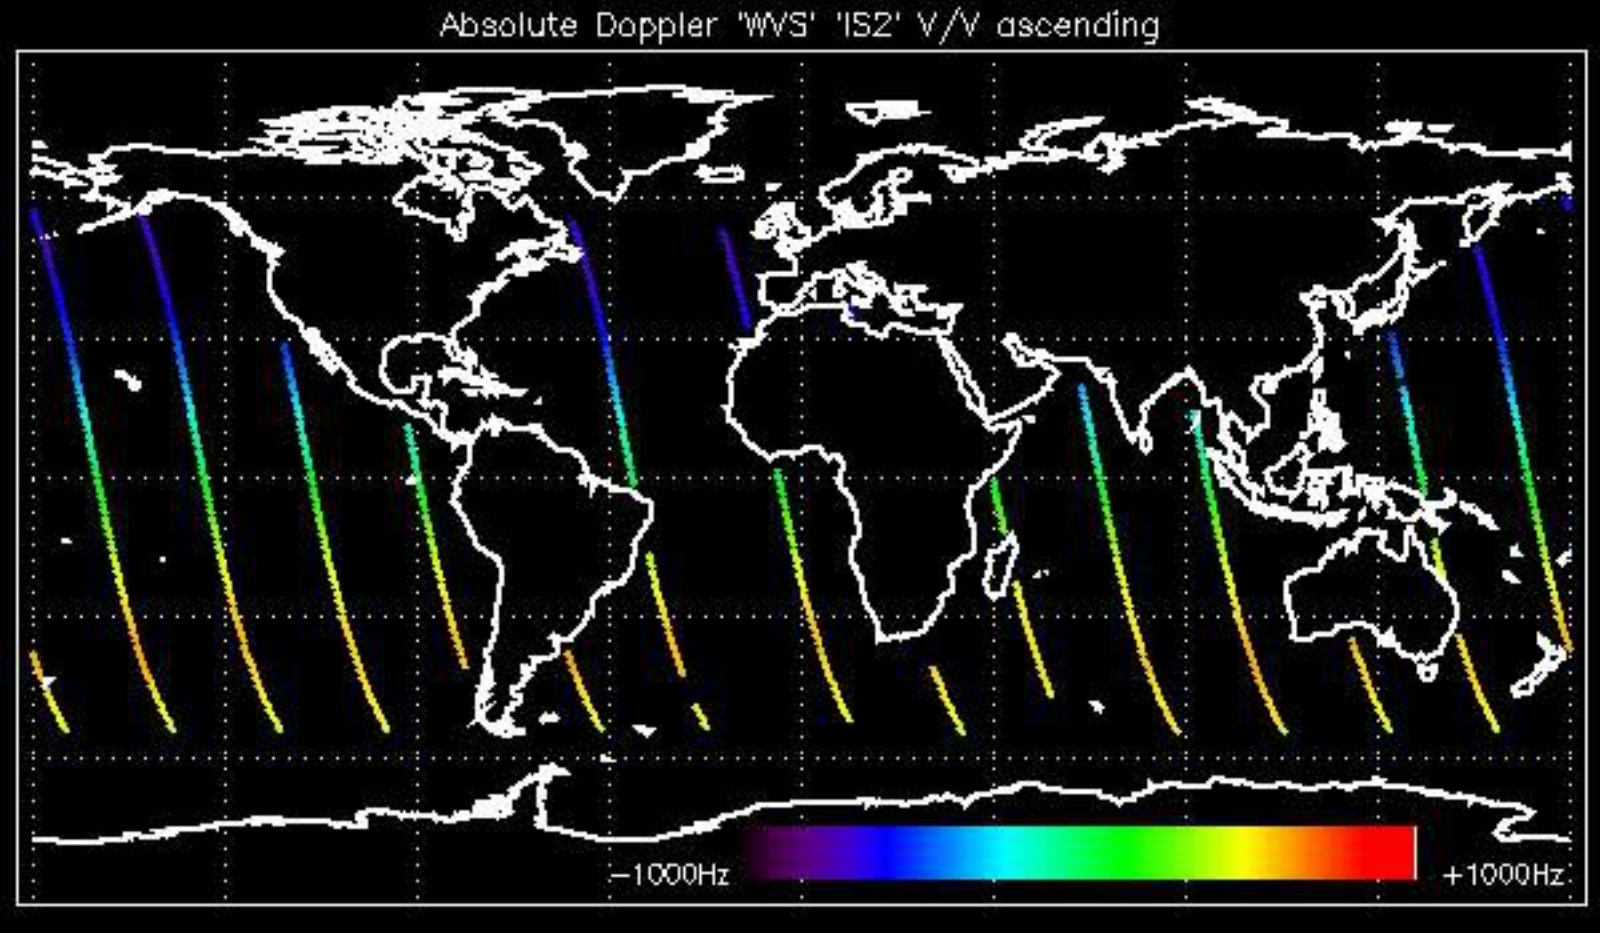 Absolute Doppler 'WVS' 'IS2' V/V ascending
−1000Hz +1000Hz